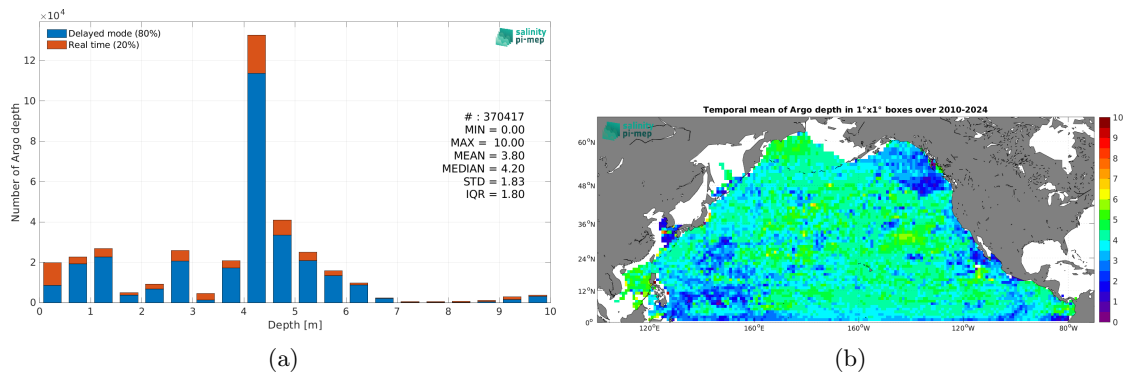 ×10⁴
Delayed mode (80%)
Real time (20%)
salinity
pi-mep
12
10
8
6
4
2
0
Number of Argo depth
# : 370417
MIN = 0.00
MAX = 10.00
MEAN = 3.80
MEDIAN = 4.20
STD = 1.83
IQR = 1.80
0 1 2 3 4 5 6 7 8 9 10
Depth [m]
(a)
Temporal mean of Argo depth in 1°x1° boxes over 2010-2024
salinity
pi-mep
60°N
48°N
36°N
24°N
12°N
0°
120°E 160°E 160°W 120°W 80°W
10
9
8
7
6
5
4
3
2
1
0
(b)